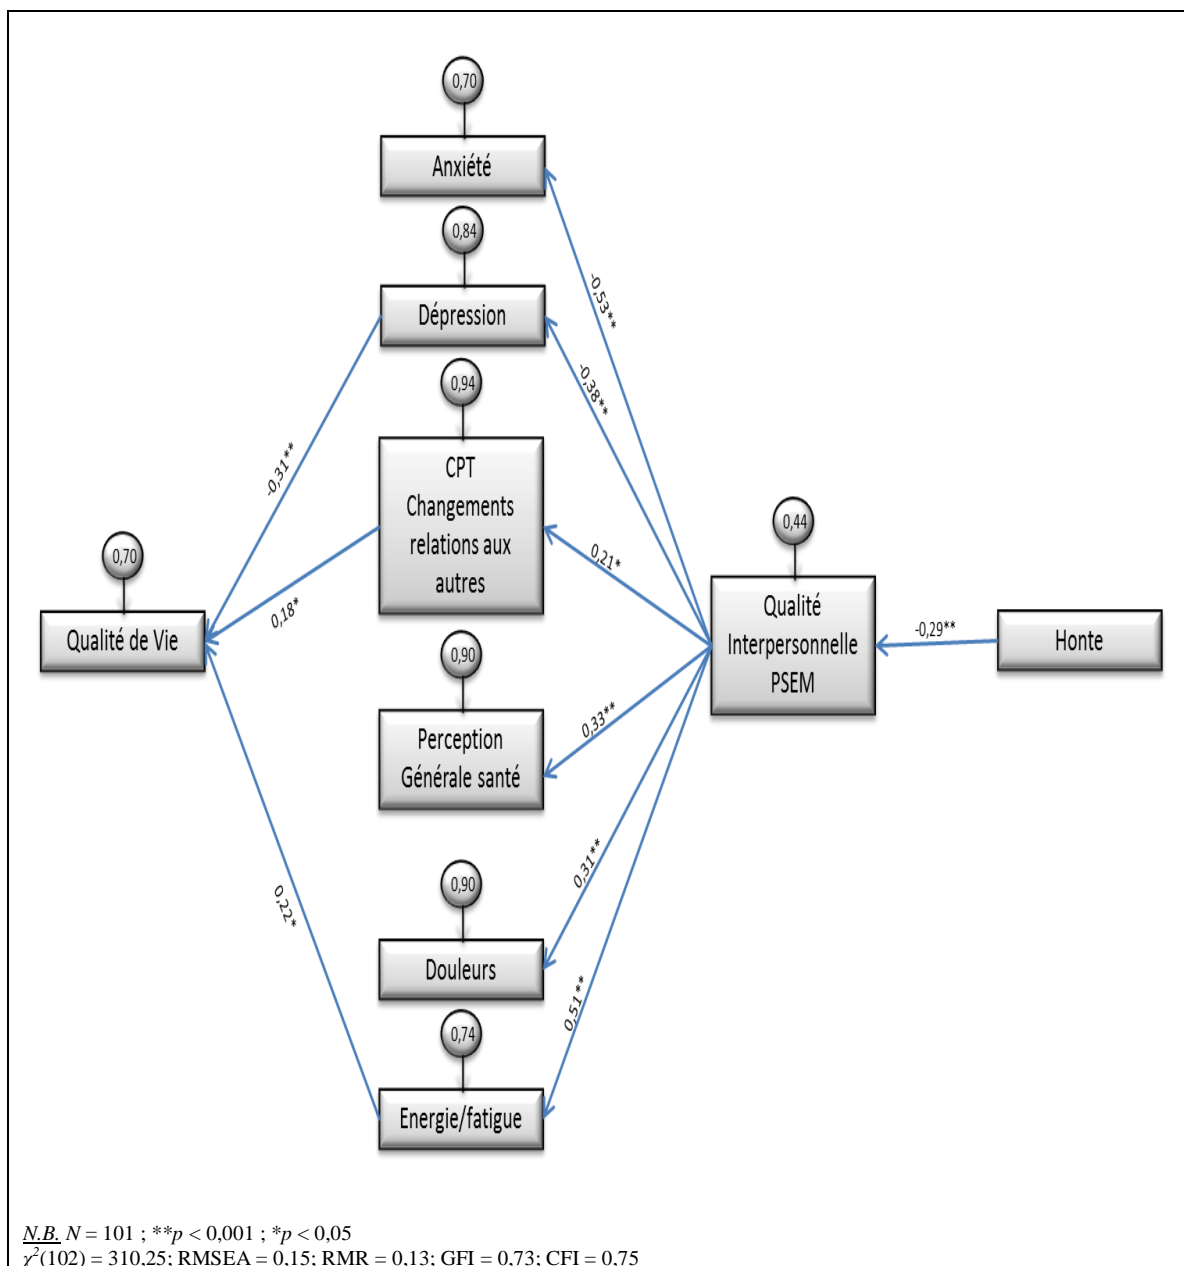 0,70
Anxiété
0,84
Dépression
-0,53**
-0,38**
0,94
CPT
Changements
relations aux
autres
-0,31**
0,70
Qualité de Vie
0,18*
0,21*
0,44
Qualité
Interpersonnelle
PSEM
-0,29**
Honte
0,90
Perception
Générale santé
0,33**
0,90
Douleurs
0,31**
0,22*
0,74
Energie/fatigue
0,51**
N.B. N = 101 ; **p < 0,001 ; *p < 0,05
χ²(102) = 310,25; RMSEA = 0,15; RMR = 0,13; GFI = 0,73; CFI = 0,75